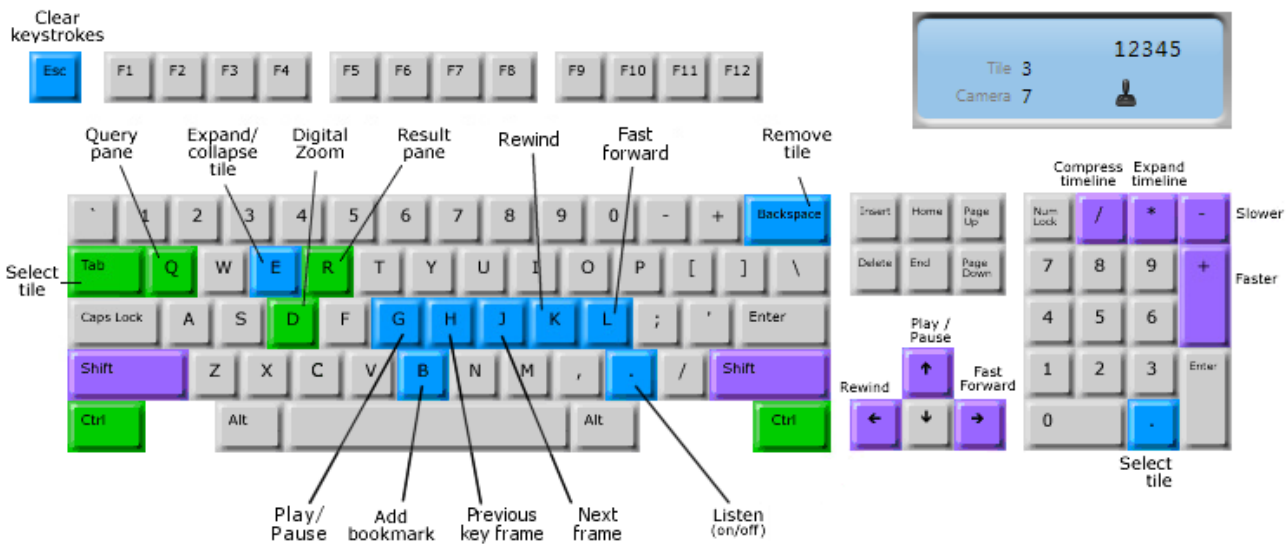 Clear
keystrokes
Esc F1 F2 F3 F4 F5 F6 F7 F8 F9 F10 F11 F12
12345
Tile 3
Camera 7
Query
pane
Expand/
collapse
tile
Digital
Zoom
Result
pane
Rewind
Fast
forward
Remove
tile
Compress
timeline
Expand
timeline
` 1 2 3 4 5 6 7 8 9 0 - + Backspace
Insert Home Page
Up
Num
Lock
/ * - Slower
Select
tile
Tab Q W E R T Y U I O P [ ] \
Delete End Page
Down
7 8 9 + Faster
Caps Lock A S D F G H J K L ; ' Enter
4 5 6
Play /
Pause
Shift Z X C V B N M , . / Shift
Rewind ↑ Fast
Forward
1 2 3 Enter
Ctrl Alt Alt Ctrl
← ↓ →
0 .
Select
tile
Play/
Pause
Add
bookmark
Previous
key frame
Next
frame
Listen
(on/off)